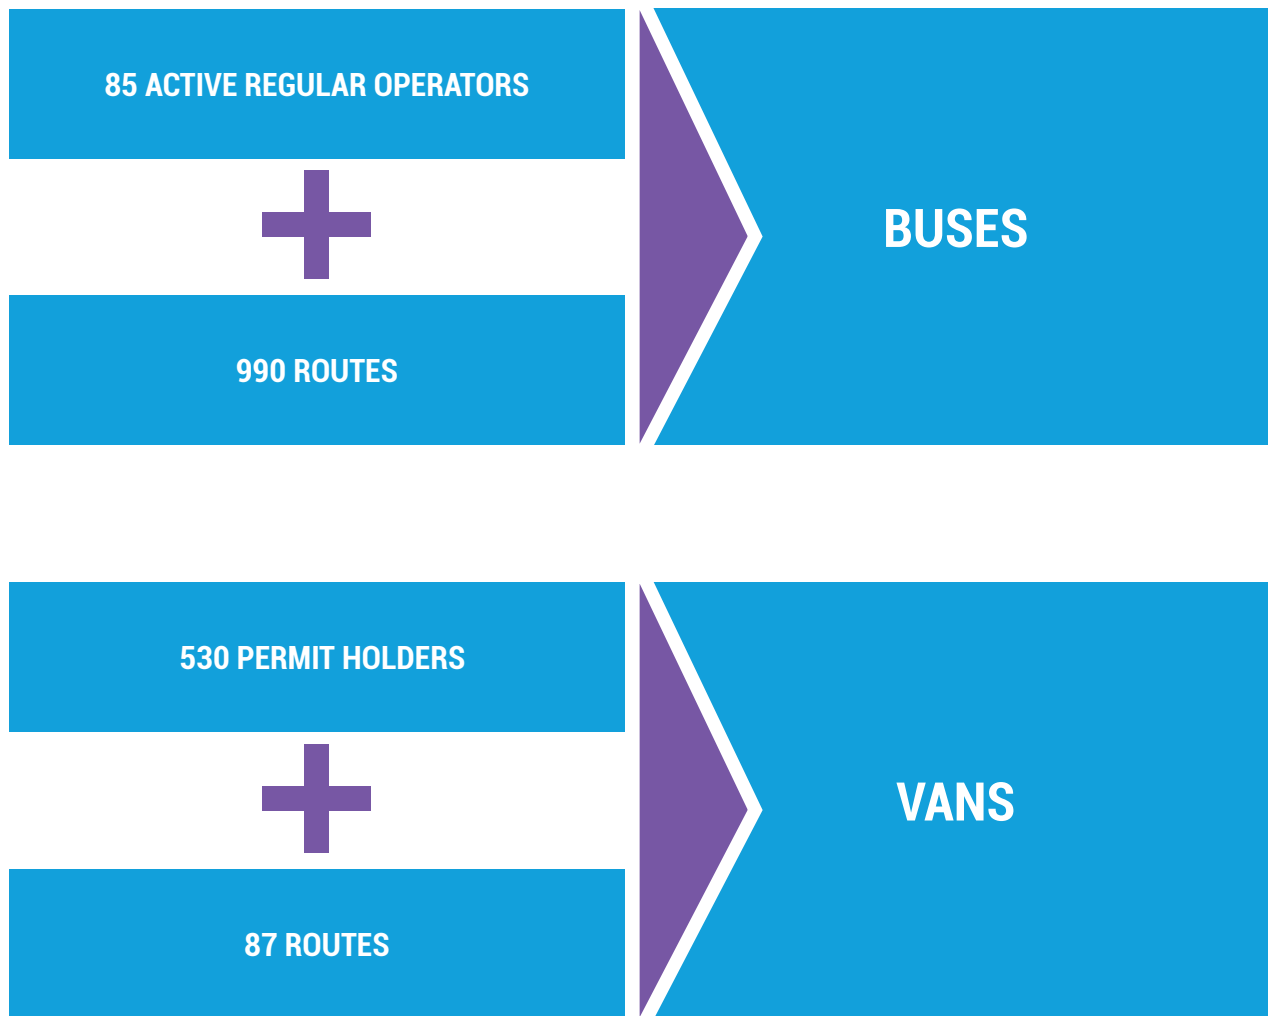 85 ACTIVE REGULAR OPERATORS
990 ROUTES
BUSES
530 PERMIT HOLDERS
87 ROUTES
VANS